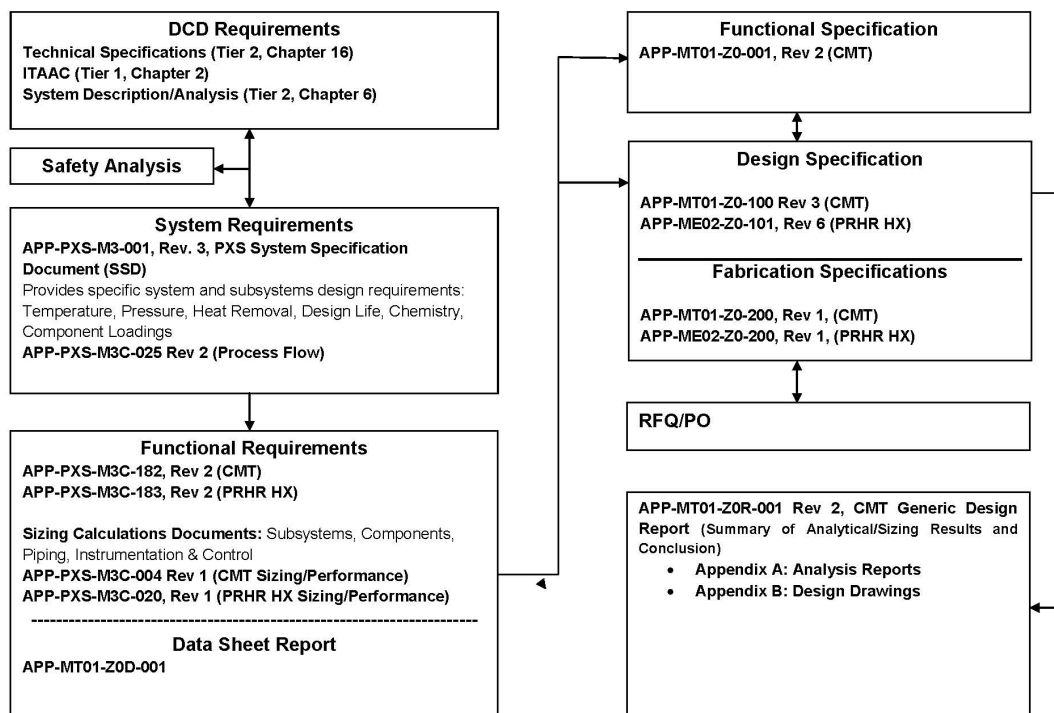 DCD Requirements
Technical Specifications (Tier 2, Chapter 16)
ITAAC (Tier 1, Chapter 2)
System Description/Analysis (Tier 2, Chapter 6)
Safety Analysis
System Requirements
APP-PXS-M3-001, Rev. 3, PXS System Specification
Document (SSD)
Provides specific system and subsystems design requirements:
Temperature, Pressure, Heat Removal, Design Life, Chemistry,
Component Loadings
APP-PXS-M3C-025 Rev 2 (Process Flow)
Functional Requirements
APP-PXS-M3C-182, Rev 2 (CMT)
APP-PXS-M3C-183, Rev 2 (PRHR HX)
Sizing Calculations Documents: Subsystems, Components,
Piping, Instrumentation & Control
APP-PXS-M3C-004 Rev 1 (CMT Sizing/Performance)
APP-PXS-M3C-020, Rev 1 (PRHR HX Sizing/Performance)
Data Sheet Report
APP-MT01-Z0D-001
Functional Specification
APP-MT01-Z0-001, Rev 2 (CMT)
Design Specification
APP-MT01-Z0-100 Rev 3 (CMT)
APP-ME02-Z0-101, Rev 6 (PRHR HX)
Fabrication Specifications
APP-MT01-Z0-200, Rev 1, (CMT)
APP-ME02-Z0-200, Rev 1, (PRHR HX)
RFQ/PO
APP-MT01-Z0R-001 Rev 2, CMT Generic Design
Report (Summary of Analytical/Sizing Results and
Conclusion)
• Appendix A: Analysis Reports
• Appendix B: Design Drawings